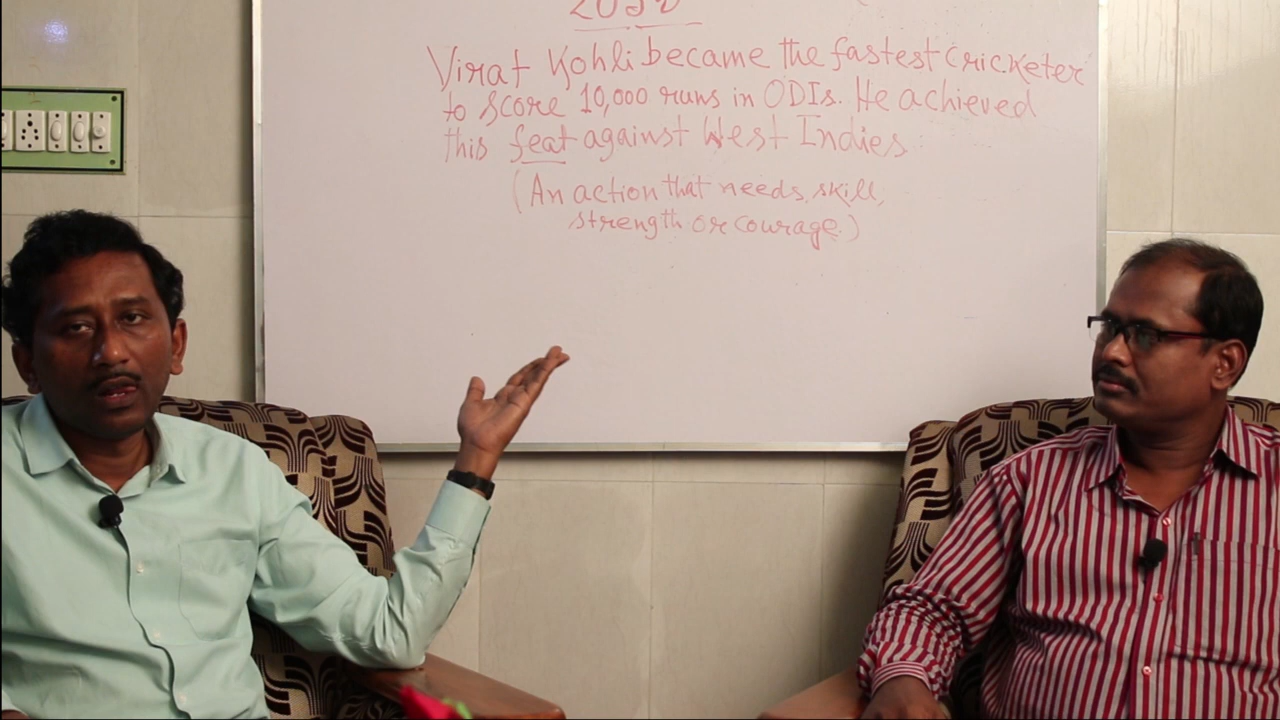 Virat Kohli became the fastest cricketer
to score 10,000 runs in ODIs. He achieved
this feat against West Indies
(An action that needs skill,
strength or courage.)